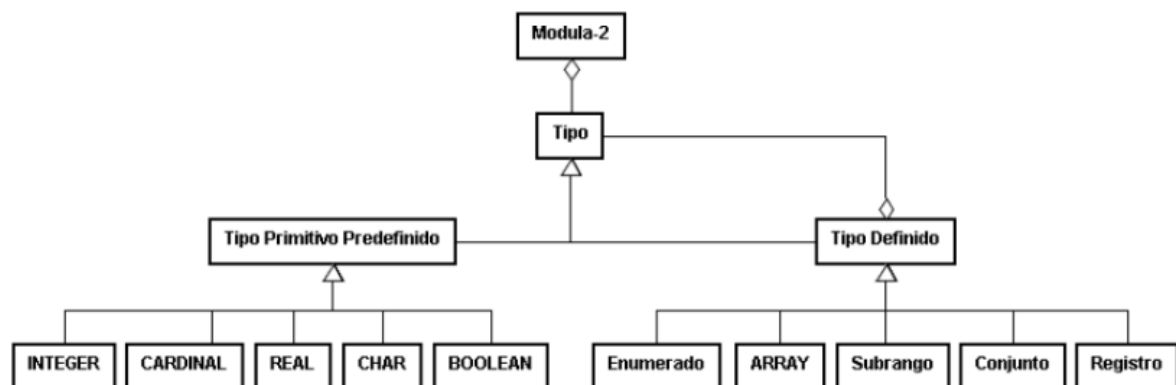 Modula-2
Tipo
Tipo Primitivo Predefinido
Tipo Definido
INTEGER
CARDINAL
REAL
CHAR
BOOLEAN
Enumerado
ARRAY
Subrango
Conjunto
Registro